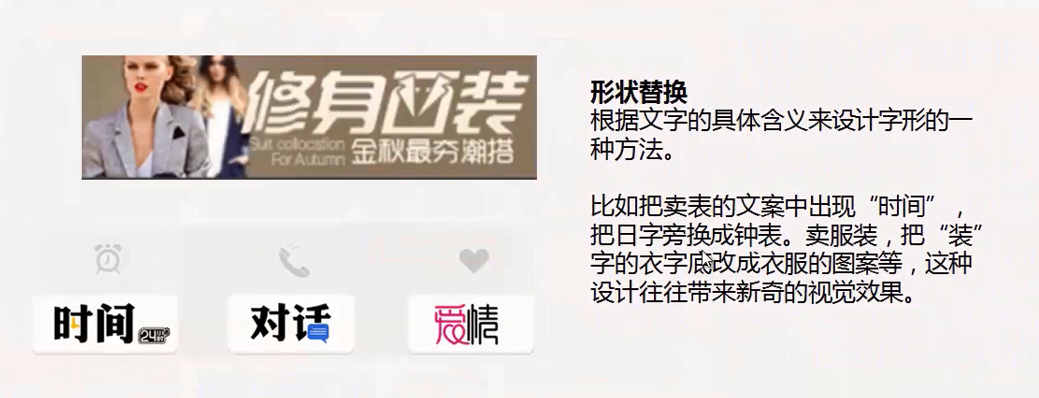 修身西装
Suit collocation
For Autumn
金秋最夯潮搭
时间
对话
爱情
形状替换
根据文字的具体含义来设计字形的一
种方法。
比如把卖表的文案中出现“时间”，
把日字旁换成钟表。卖服装，把“装”
字的衣字底改成衣服的图案等，这种
设计往往带来新奇的视觉效果。